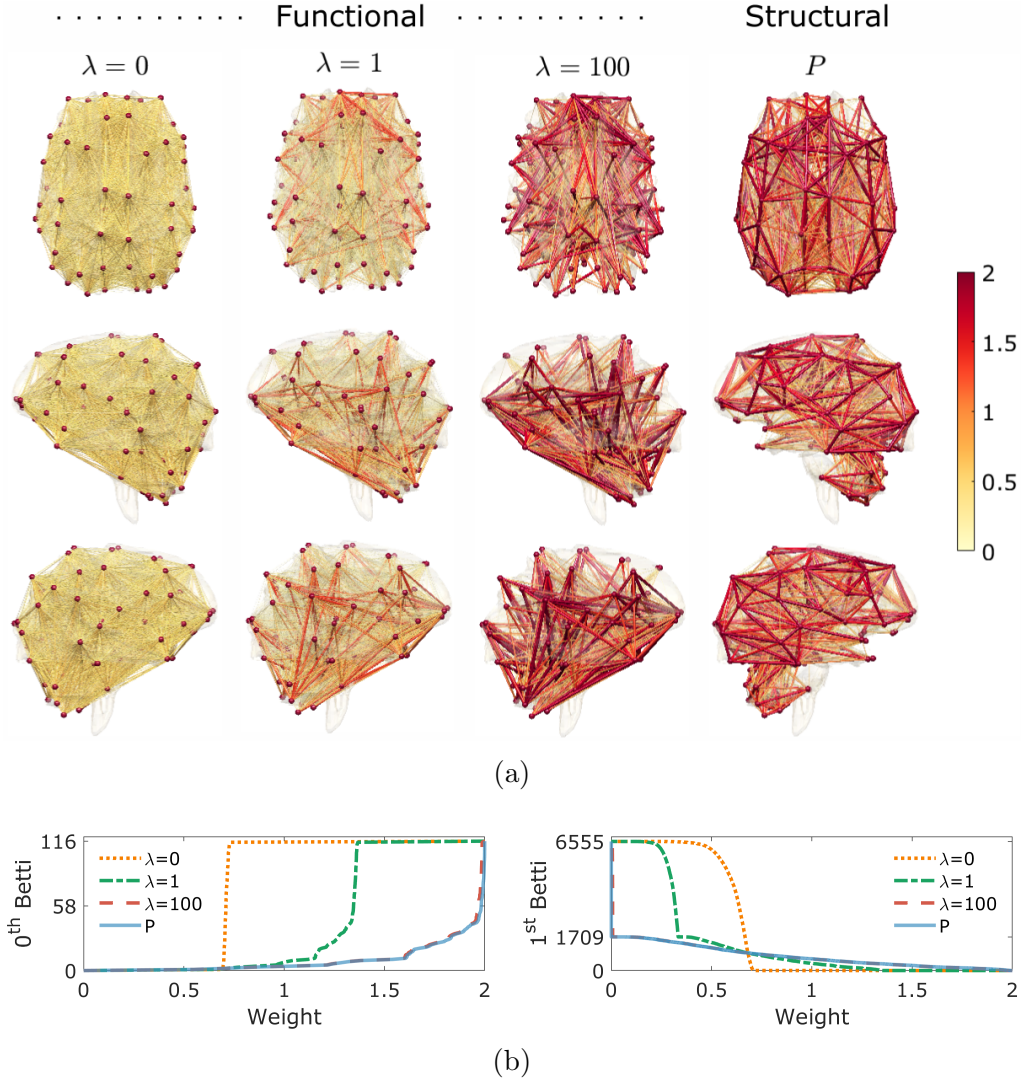 Functional Structural
λ = 0 λ = 1 λ = 100 P
2
1.5
1
0.5
0
(a)
116
58
0
0th Betti
λ=0
λ=1
λ=100
P
0 0.5 1 1.5 2
Weight
6555
1709
0
1st Betti
λ=0
λ=1
λ=100
P
0 0.5 1 1.5 2
Weight
(b)